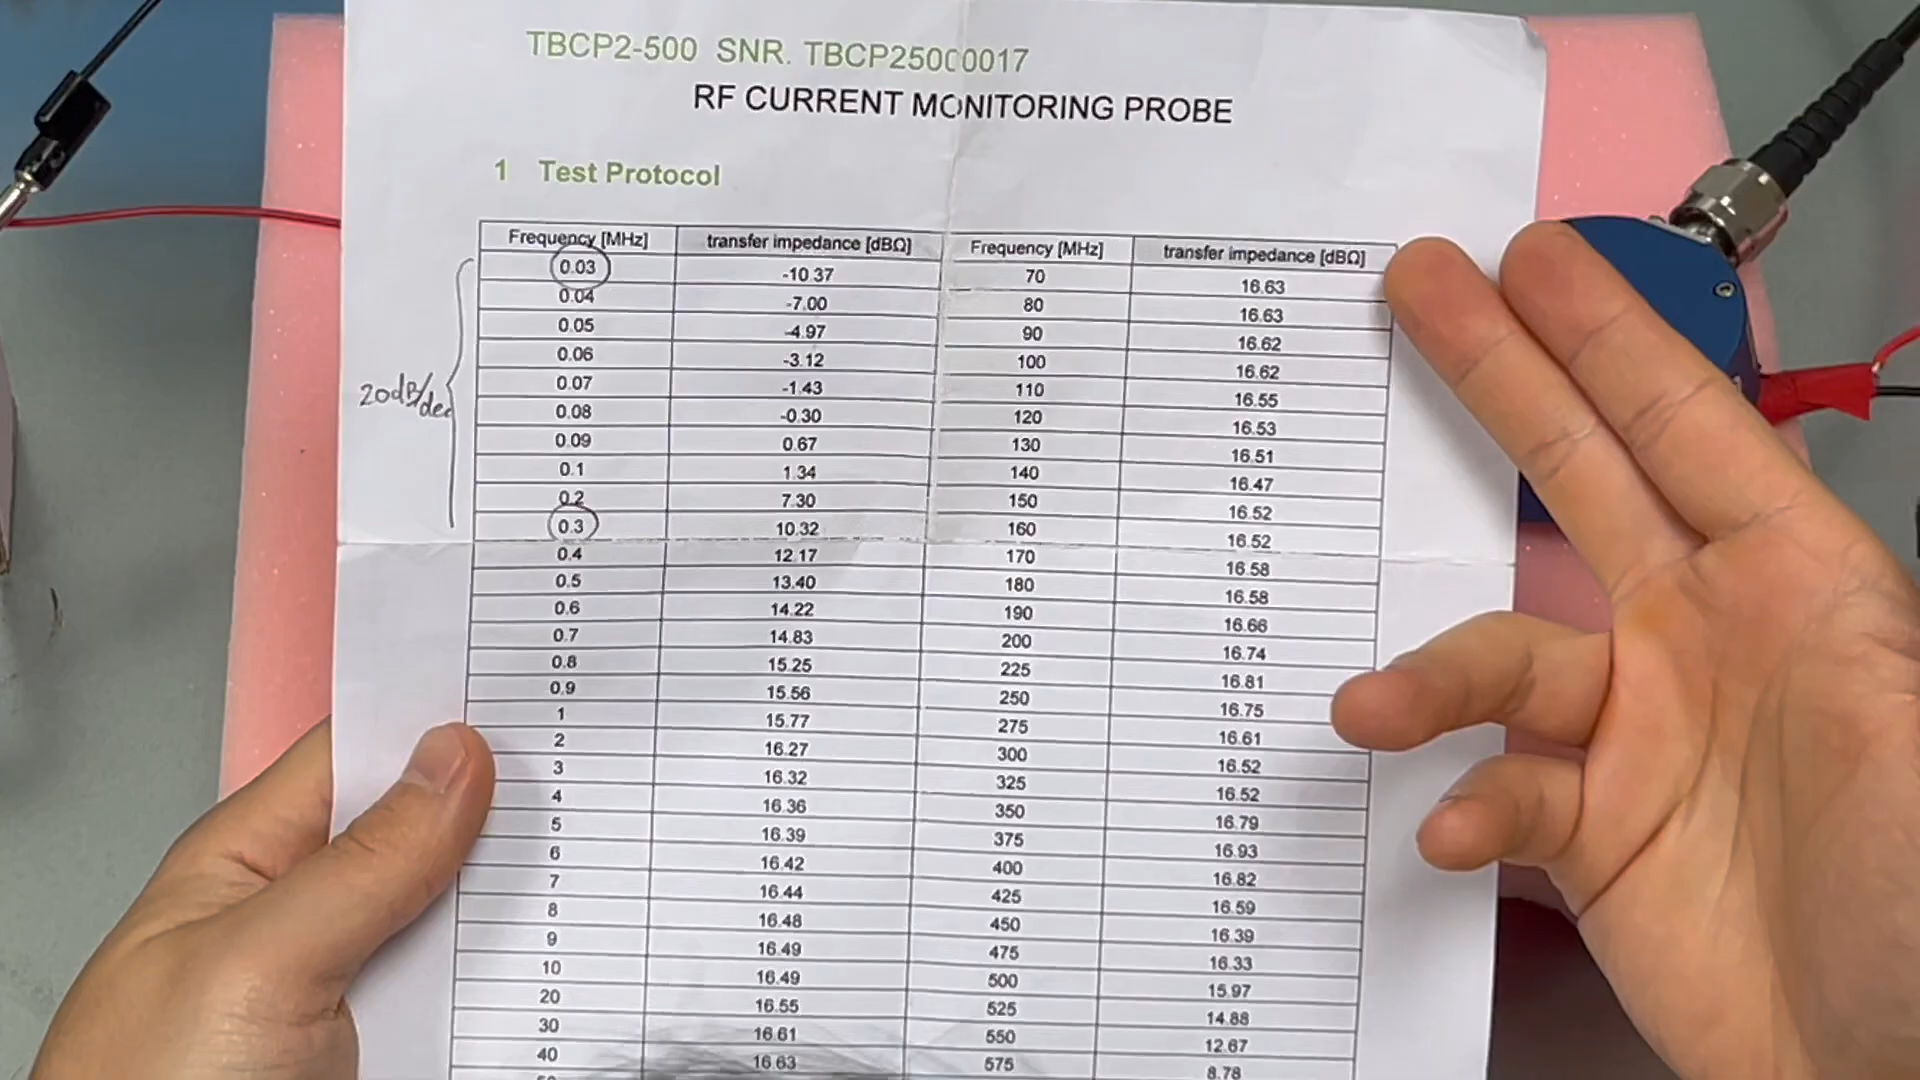 TBCP2-500 SNR. TBCP25000017
RF CURRENT MONITORING PROBE
1 Test Protocol
Frequency [MHz] transfer impedance [dBΩ] Frequency [MHz] transfer impedance [dBΩ]
0.03 -10.37 70 16.63
0.04 -7.00 80 16.63
0.05 -4.97 90 16.62
0.06 -3.12 100 16.62
0.07 -1.43 110 16.55
20dB/dec
0.08 -0.30 120 16.53
0.09 0.67 130 16.51
0.1 1.34 140 16.47
0.2 7.30 150 16.52
0.3 10.32 160 16.52
0.4 12.17 170 16.58
0.5 13.40 180 16.58
0.6 14.22 190 16.66
0.7 14.83 200 16.74
0.8 15.25 225 16.81
0.9 15.56 250 16.75
1 15.77 275 16.61
2 16.27 300 16.52
3 16.32 325 16.52
4 16.36 350 16.79
5 16.39 375 16.93
6 16.42 400 16.82
7 16.44 425 16.59
8 16.48 450 16.39
9 16.49 475 16.33
10 16.49 500 15.97
20 16.55 525 14.88
30 16.61 550 12.67
40 16.63 575 8.78